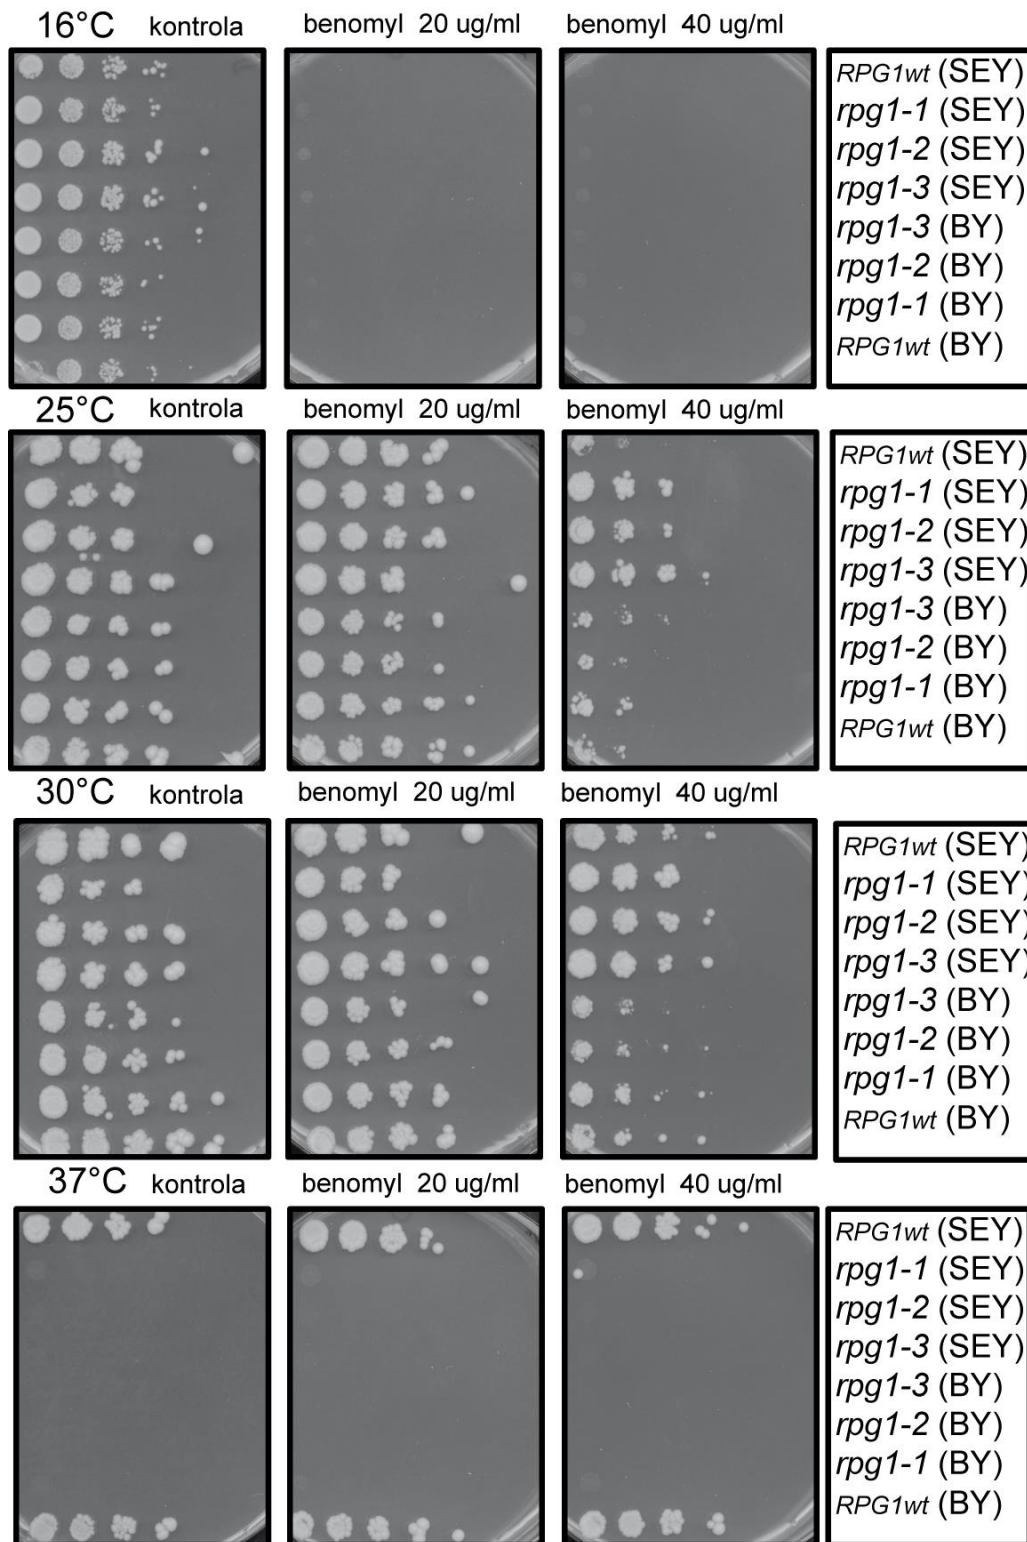 16°C kontrola benomyl 20 ug/ml benomyl 40 ug/ml
RPG1wt (SEY)
rpg1-1 (SEY)
rpg1-2 (SEY)
rpg1-3 (SEY)
rpg1-3 (BY)
rpg1-2 (BY)
rpg1-1 (BY)
RPG1wt (BY)
25°C kontrola benomyl 20 ug/ml benomyl 40 ug/ml
RPG1wt (SEY)
rpg1-1 (SEY)
rpg1-2 (SEY)
rpg1-3 (SEY)
rpg1-3 (BY)
rpg1-2 (BY)
rpg1-1 (BY)
RPG1wt (BY)
30°C kontrola benomyl 20 ug/ml benomyl 40 ug/ml
RPG1wt (SEY)
rpg1-1 (SEY)
rpg1-2 (SEY)
rpg1-3 (SEY)
rpg1-3 (BY)
rpg1-2 (BY)
rpg1-1 (BY)
RPG1wt (BY)
37°C kontrola benomyl 20 ug/ml benomyl 40 ug/ml
RPG1wt (SEY)
rpg1-1 (SEY)
rpg1-2 (SEY)
rpg1-3 (SEY)
rpg1-3 (BY)
rpg1-2 (BY)
rpg1-1 (BY)
RPG1wt (BY)